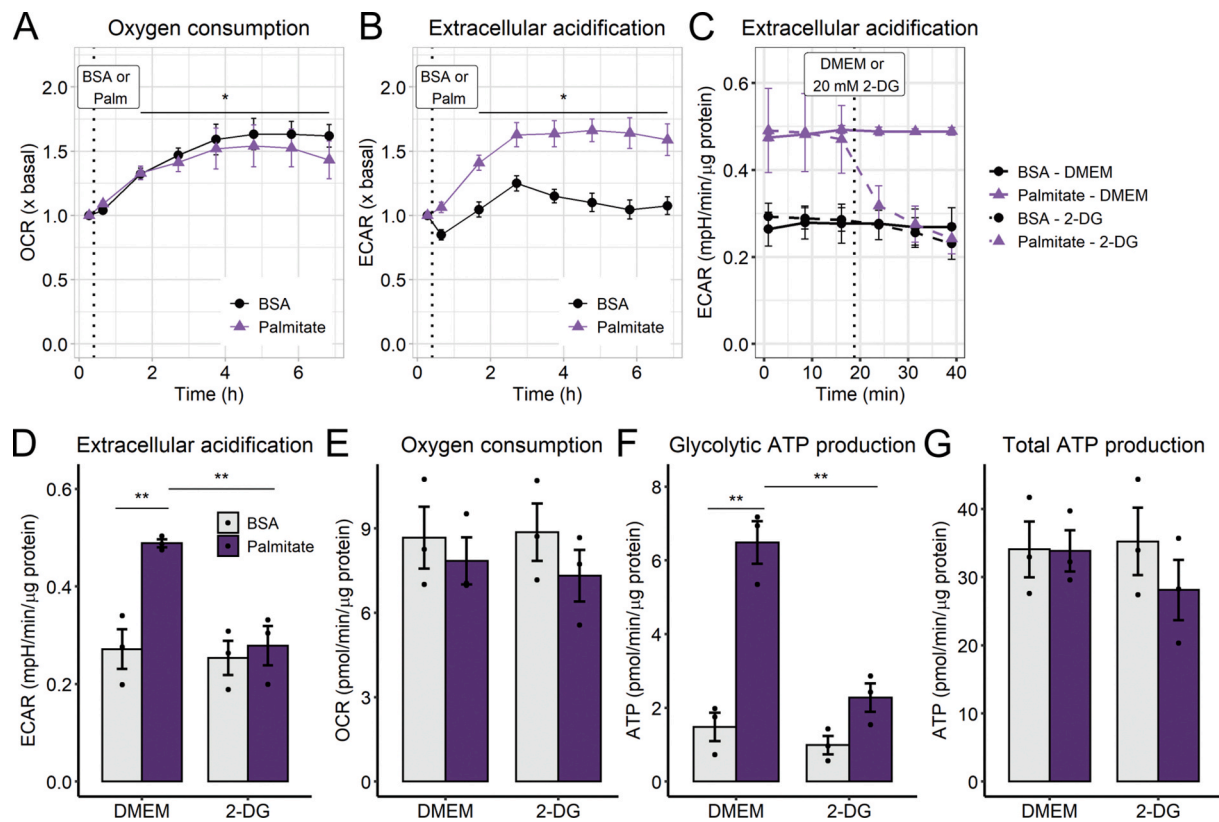 A
Oxygen consumption
BSA or
Palm
*
OCR (x basal)
2.0
1.5
1.0
0.5
0.0
BSA
Palmitate
0
2
4
6
Time (h)
B
Extracellular acidification
BSA or
Palm
*
ECAR (x basal)
2.0
1.5
1.0
0.5
0.0
BSA
Palmitate
0
2
4
6
Time (h)
C
Extracellular acidification
DMEM or
20 mM 2-DG
ECAR (mpH/min/μg protein)
0.6
0.4
0.2
0.0
0
10
20
30
40
Time (min)
BSA - DMEM
Palmitate - DMEM
BSA - 2-DG
Palmitate - 2-DG
D
Extracellular acidification
ECAR (mpH/min/μg protein)
0.6
0.4
0.2
0.0
**
**
BSA
Palmitate
DMEM
2-DG
E
Oxygen consumption
OCR (pmol/min/μg protein)
9
6
3
0
DMEM
2-DG
F
Glycolytic ATP production
ATP (pmol/min/μg protein)
8
6
4
2
0
**
**
DMEM
2-DG
G
Total ATP production
ATP (pmol/min/μg protein)
40
30
20
10
0
DMEM
2-DG